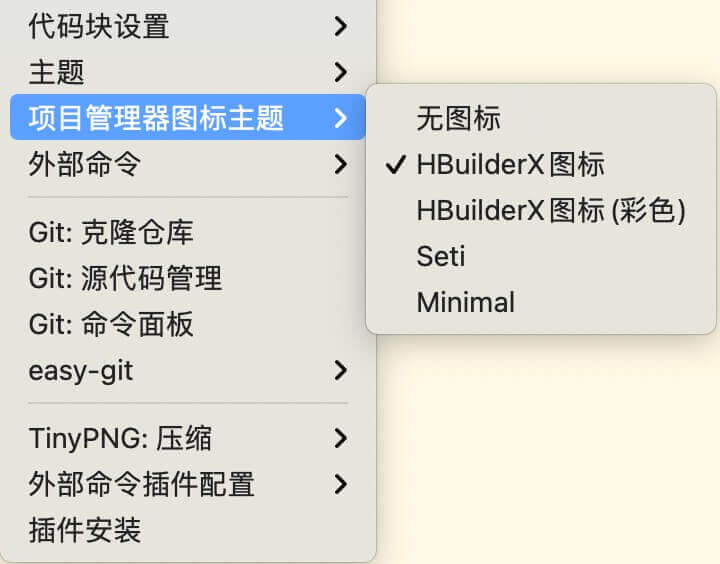 代码块设置
主题
项目管理器图标主题
外部命令
Git: 克隆仓库
Git: 源代码管理
Git: 命令面板
easy-git
TinyPNG: 压缩
外部命令插件配置
插件安装
无图标
HBuilderX图标
HBuilderX图标(彩色)
Seti
Minimal